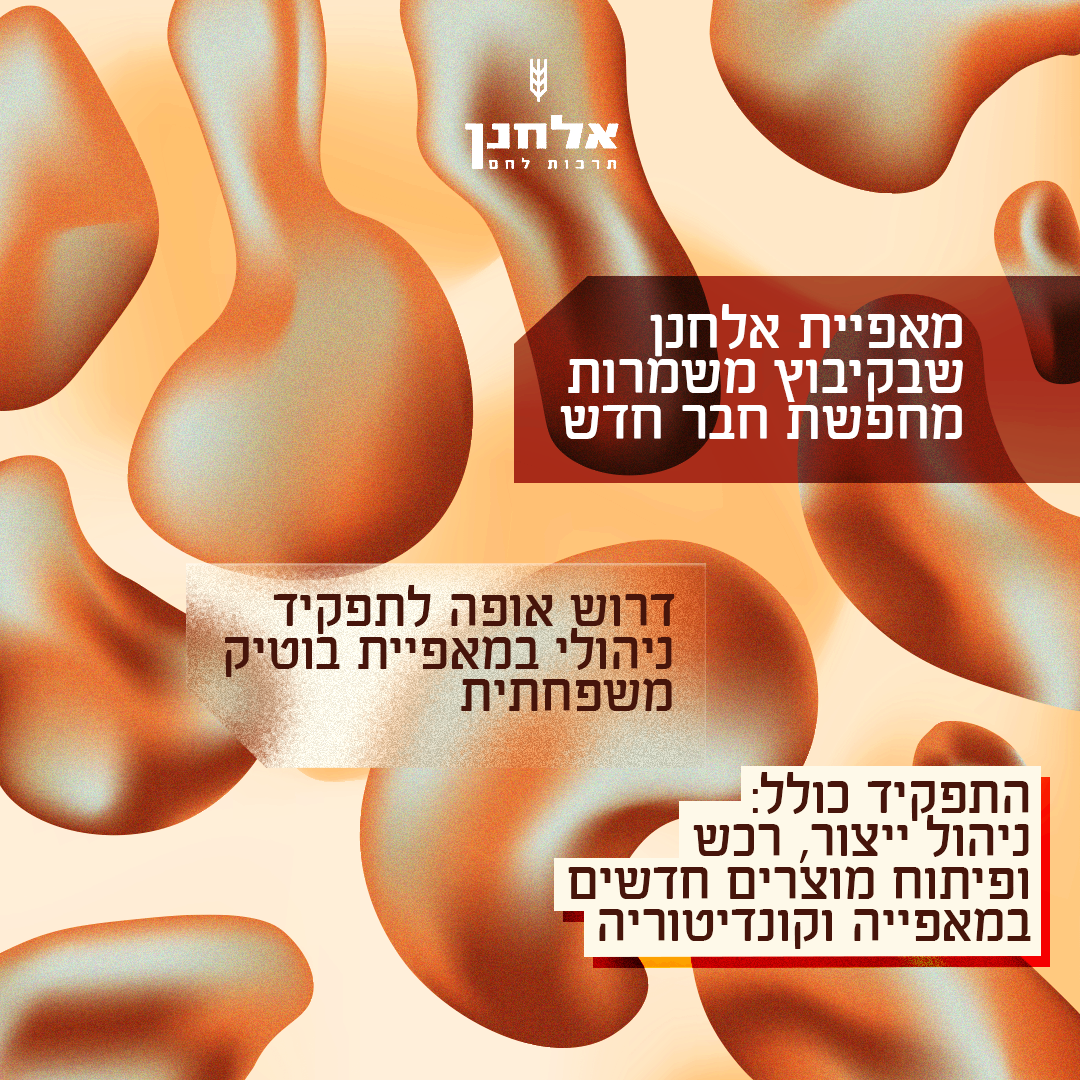 אלחנן
תרבות לחם
מאפיית אלחנן
שבקיבוץ משמרות
מחפשת חבר חדש
דרוש אופה לתפקיד
ניהולי במאפיית בוטיק
משפחתית
התפקיד כולל:
ניהול ייצור, רכש
ופיתוח מוצרים חדשים
במאפייה וקונדיטוריה